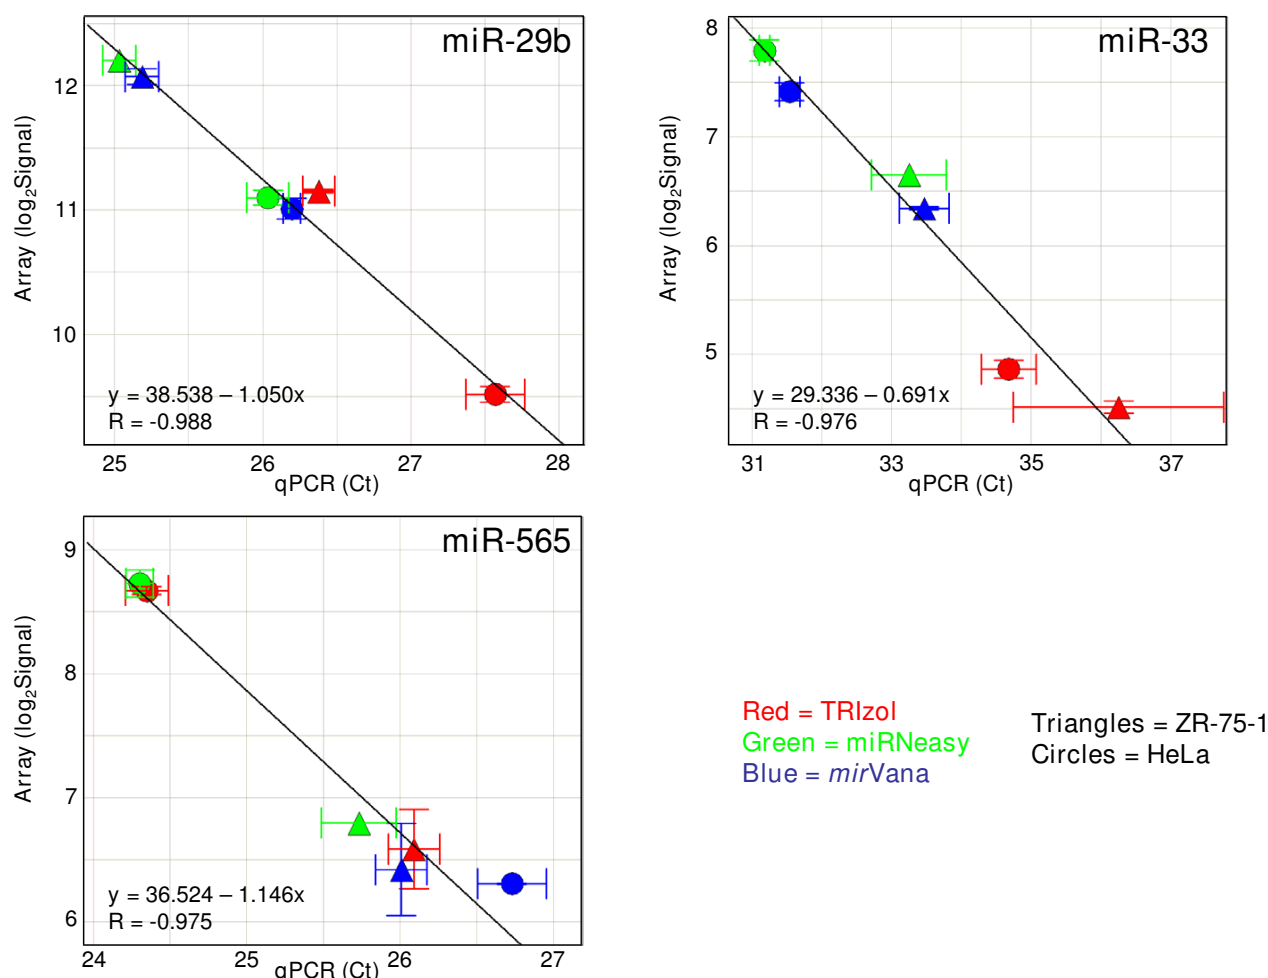 miR-29b
Array (log₂Signal)
12
11
10
y = 38.538 – 1.050x
R = -0.988
25 26 27 28
qPCR (Ct)
miR-33
Array (log₂Signal)
8
7
6
5
y = 29.336 – 0.691x
R = -0.976
31 33 35 37
qPCR (Ct)
miR-565
Array (log₂Signal)
9
8
7
6
y = 36.524 – 1.146x
R = -0.975
24 25 26 27
qPCR (Ct)
Red = TRIzol
Green = miRNeasy
Blue = mirVana
Triangles = ZR-75-1
Circles = HeLa